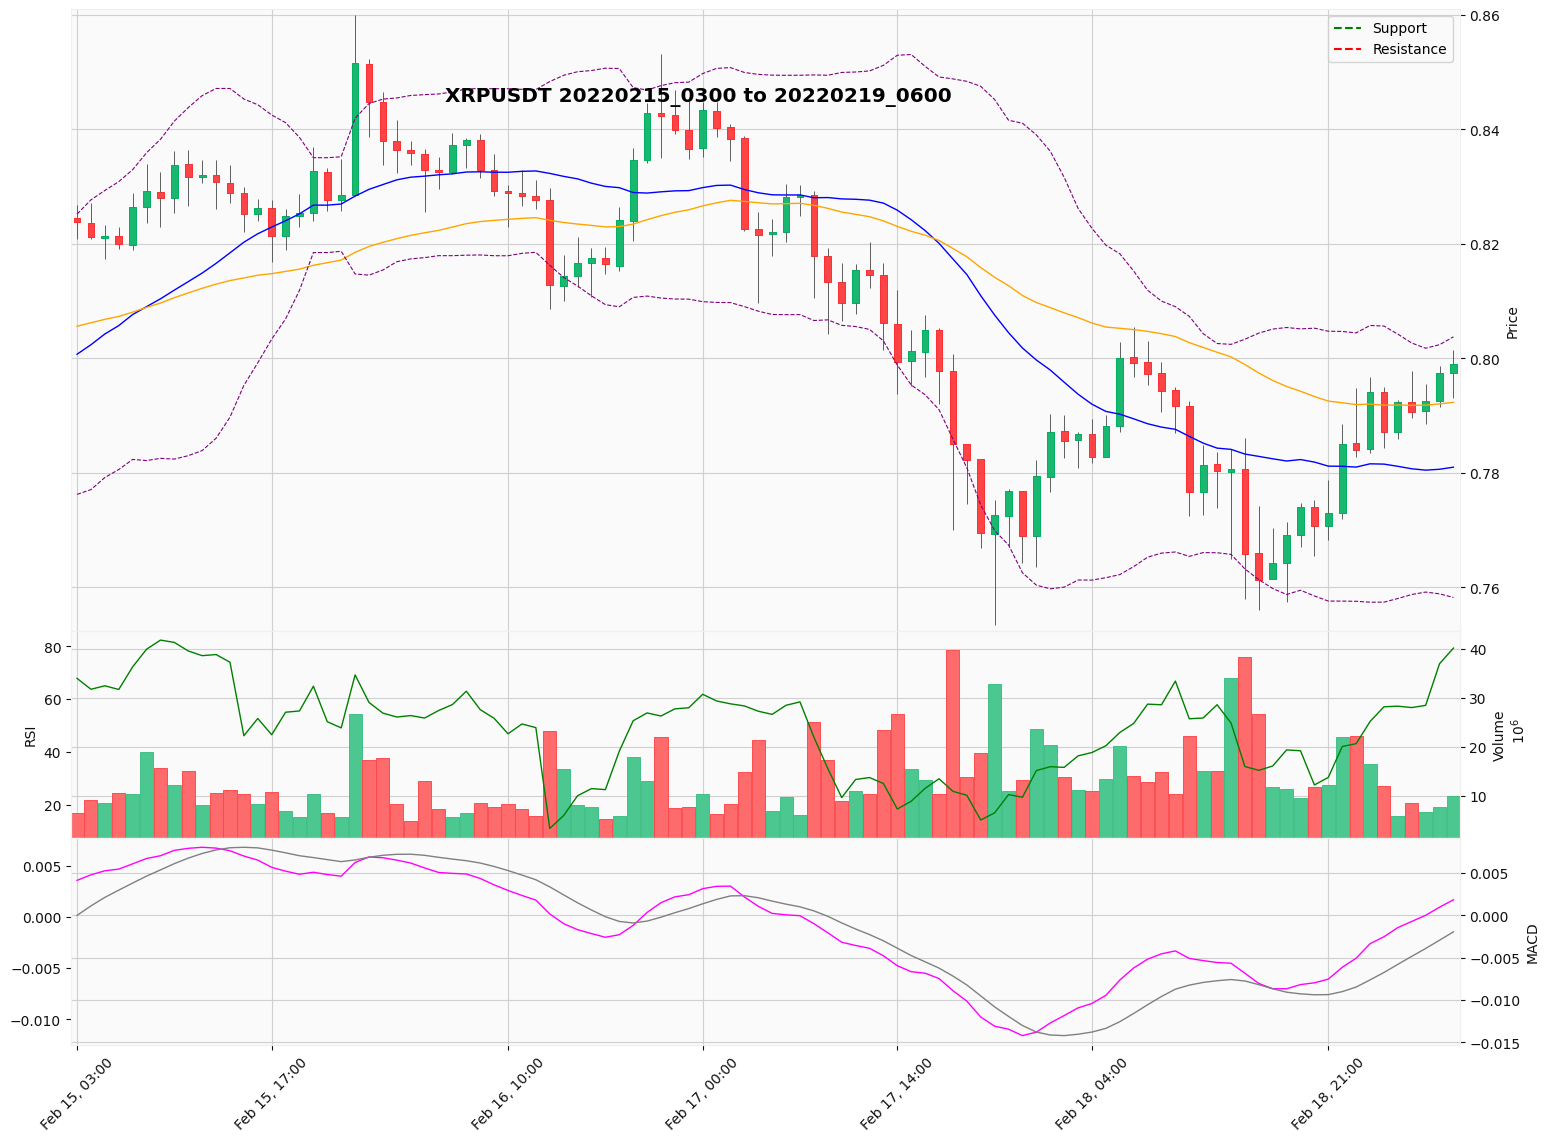 XRPUSDT 20220215_0300 to 20220219_0600
Support
Resistance
0.86
0.84
0.82
0.80
0.78
0.76
Price
80
60
40
20
RSI
40
30
20
10
Volume
10^6
0.005
0.000
−0.005
−0.010
0.005
0.000
−0.005
−0.010
−0.015
MACD
Feb 15, 03:00
Feb 15, 17:00
Feb 16, 10:00
Feb 17, 00:00
Feb 17, 14:00
Feb 18, 04:00
Feb 18, 21:00